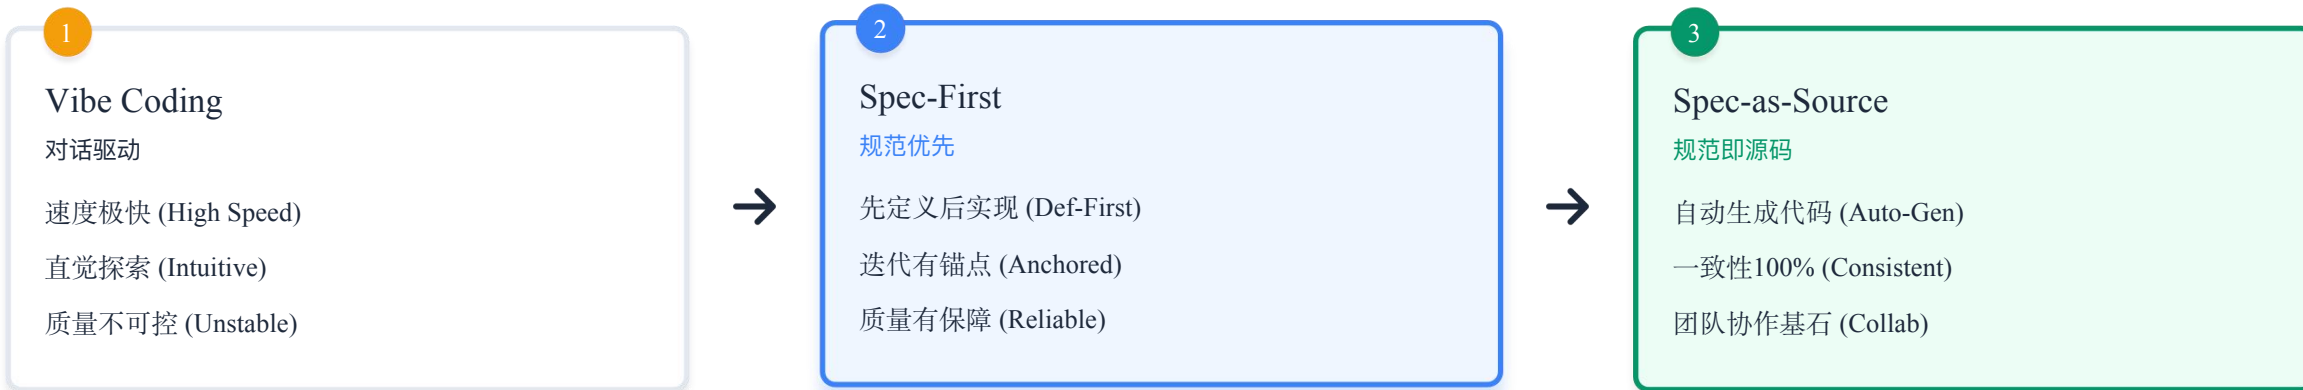 1
Vibe Coding
对话驱动
速度极快 (High Speed)
直觉探索 (Intuitive)
质量不可控 (Unstable)
2
Spec-First
规范优先
先定义后实现 (Def-First)
迭代有锚点 (Anchored)
质量有保障 (Reliable)
3
Spec-as-Source
规范即源码
自动生成代码 (Auto-Gen)
一致性100% (Consistent)
团队协作基石 (Collab)